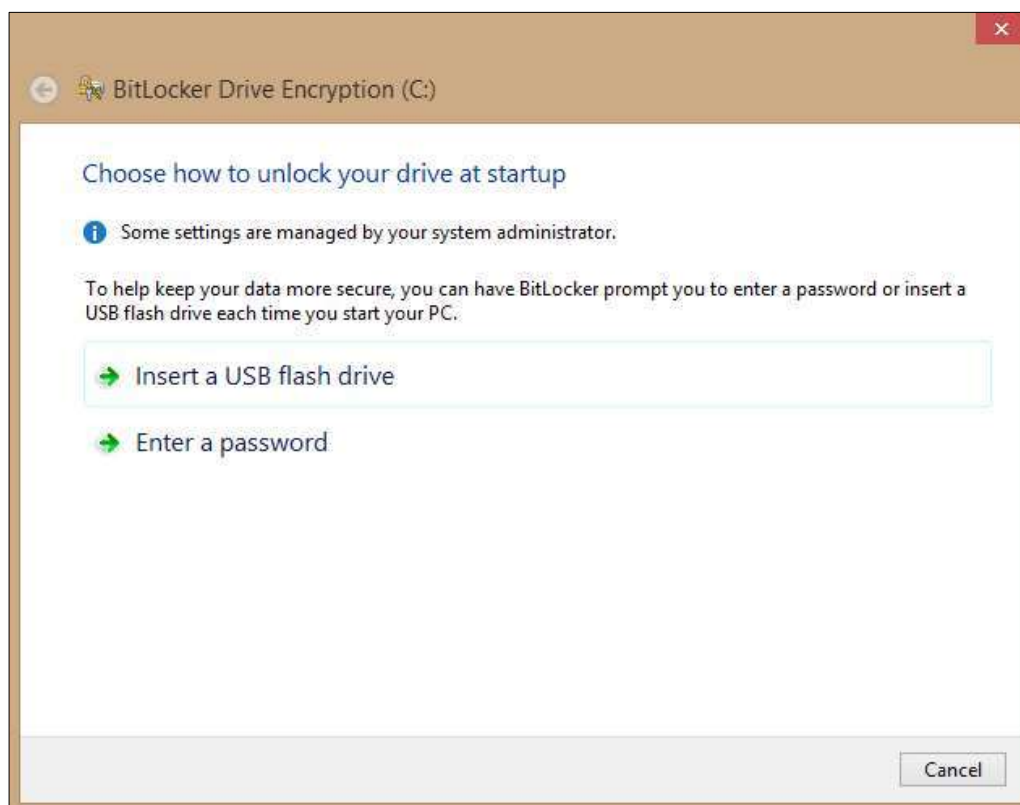 BitLocker Drive Encryption (C:)
Choose how to unlock your drive at startup
Some settings are managed by your system administrator.
To help keep your data more secure, you can have BitLocker prompt you to enter a password or insert a
USB flash drive each time you start your PC.
Insert a USB flash drive
Enter a password
Cancel